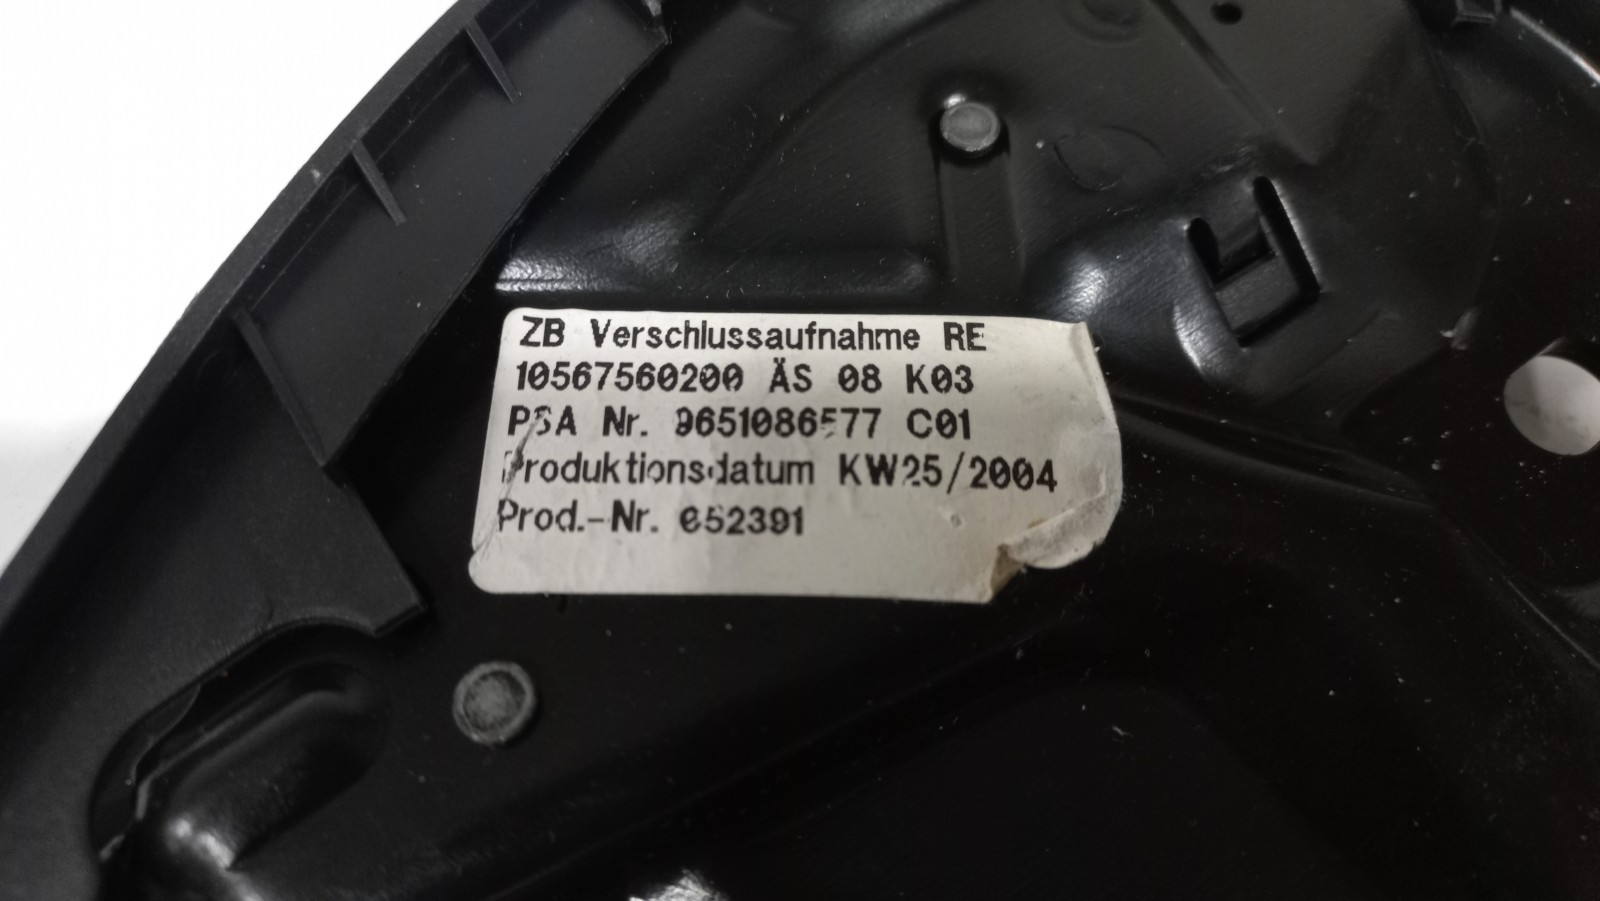 ZB Verschlussaufnahme RE
10567560200 ÄS 08 K03
PSA Nr. 9651086577 C01
Produktionsdatum KW25/2004
Prod.-Nr. 652391